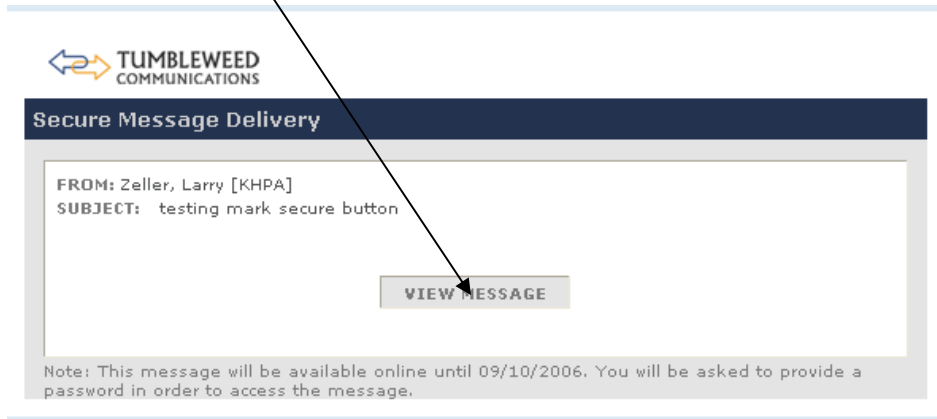 TUMBLEWEED
COMMUNICATIONS
Secure Message Delivery
FROM: Zeller, Larry [KHPA]
SUBJECT: testing mark secure button
VIEW MESSAGE
Note: This message will be available online until 09/10/2006. You will be asked to provide a
password in order to access the message.